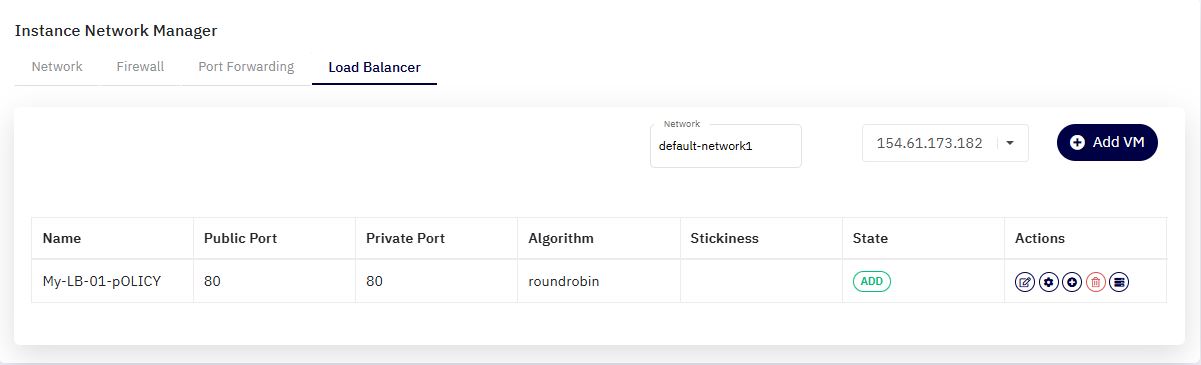 Instance Network Manager
Network Firewall Port Forwarding Load Balancer
Network
default-network1 154.61.173.182 Add VM
Name Public Port Private Port Algorithm Stickiness State Actions
My-LB-01-pOLICY 80 80 roundrobin ADD